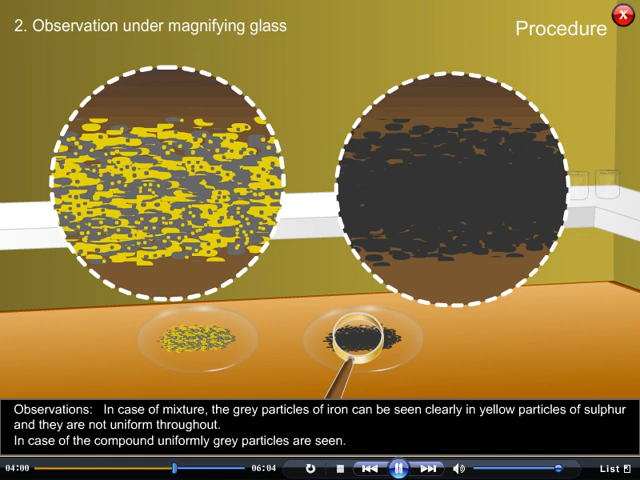 2. Observation under magnifying glass
Procedure
Observations: In case of mixture, the grey particles of iron can be seen clearly in yellow particles of sulphur
and they are not uniform throughout.
In case of the compound uniformly grey particles are seen.
04:00
06:04
List